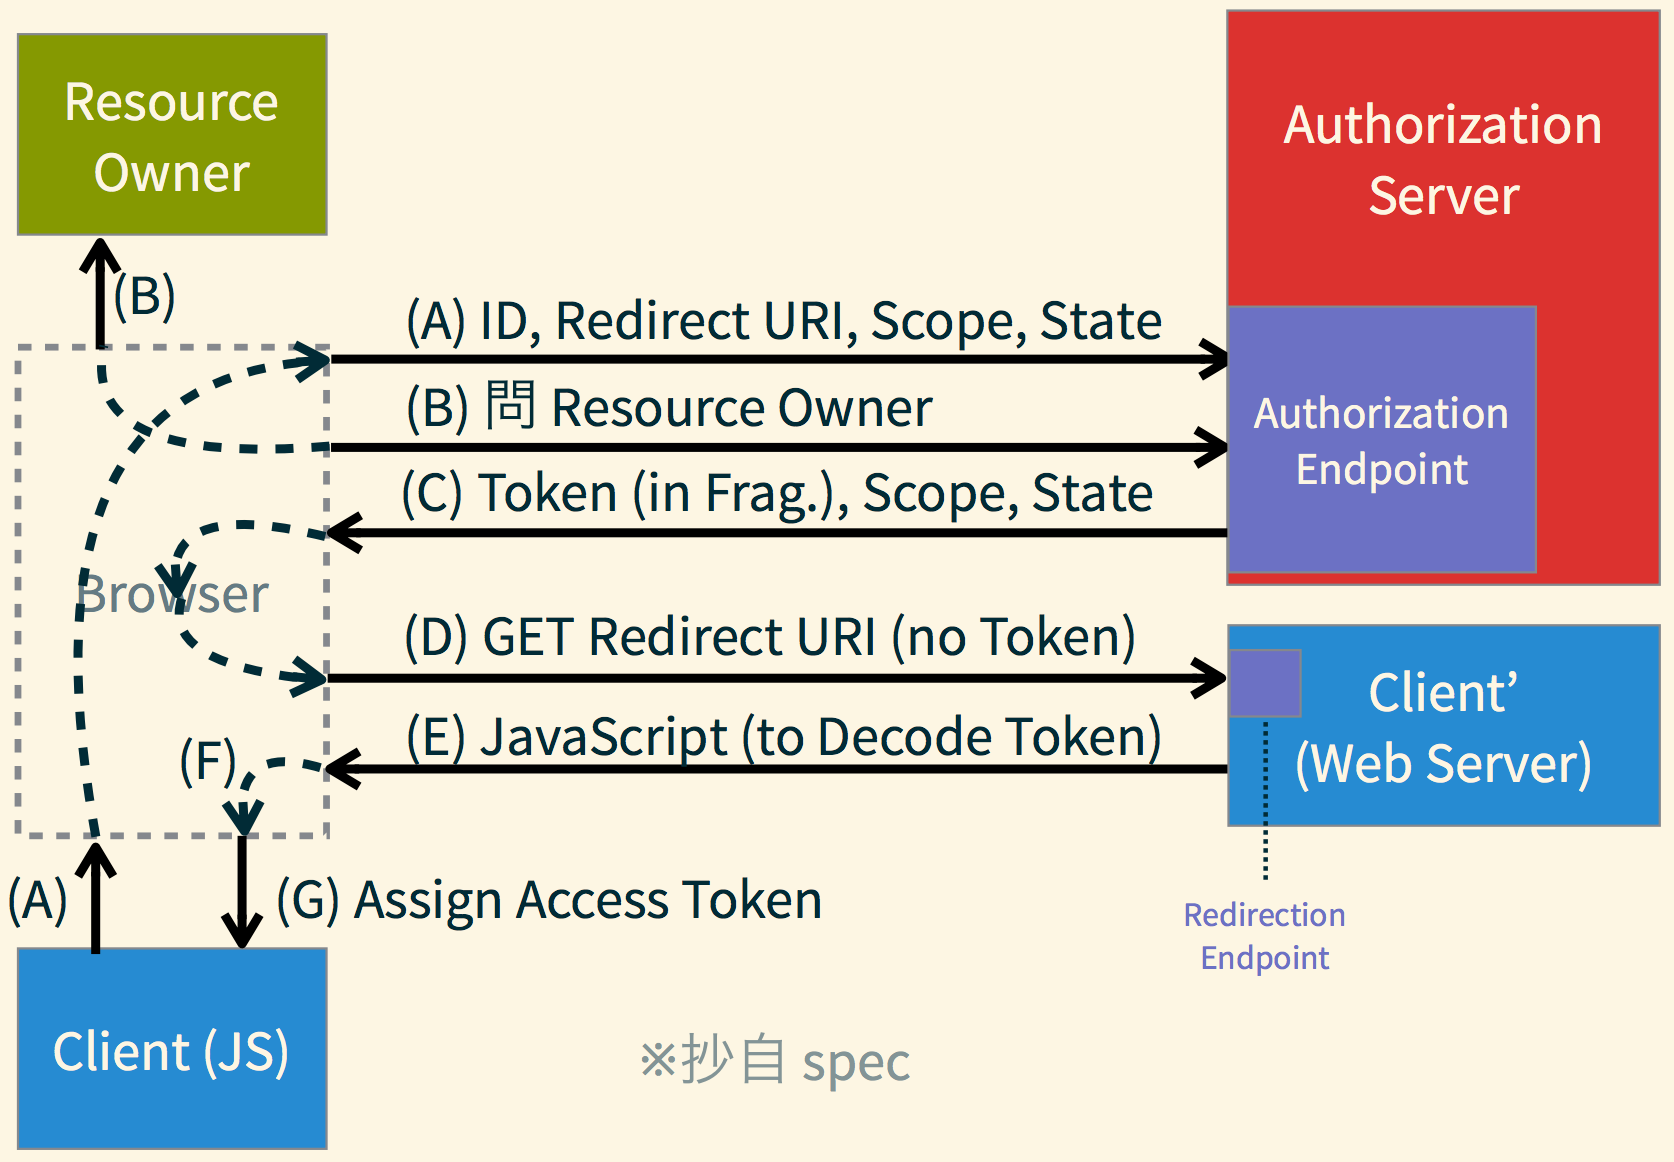 Resource
Owner
Authorization
Server
(B)
(A) ID, Redirect URI, Scope, State
(B) 問 Resource Owner
Authorization
Endpoint
(C) Token (in Frag.), Scope, State
Browser
(D) GET Redirect URI (no Token)
Client’
(Web Server)
(E) JavaScript (to Decode Token)
(F)
(A)
(G) Assign Access Token
Redirection
Endpoint
Client (JS)
※抄自 spec